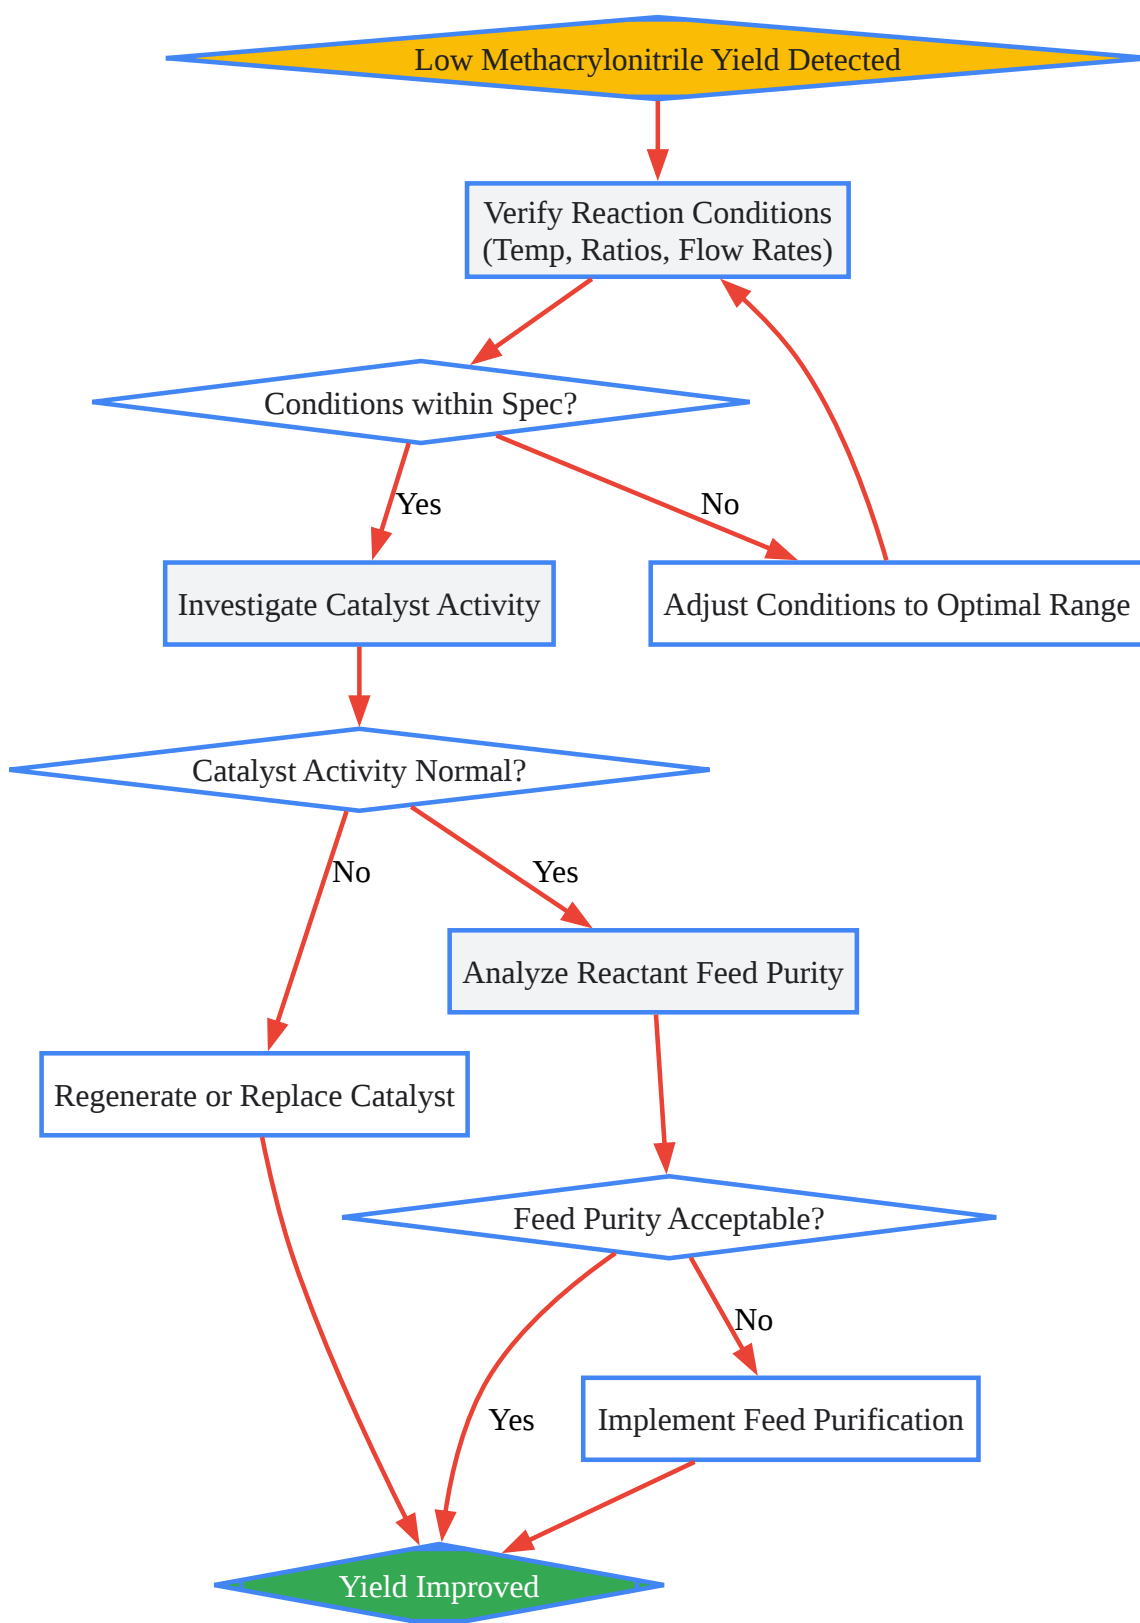 Low Methacrylonitrile Yield Detected
Verify Reaction Conditions
(Temp, Ratios, Flow Rates)
Conditions within Spec?
Yes
No
Investigate Catalyst Activity
Adjust Conditions to Optimal Range
Catalyst Activity Normal?
No
Yes
Analyze Reactant Feed Purity
Regenerate or Replace Catalyst
Feed Purity Acceptable?
No
Yes
Implement Feed Purification
Yield Improved